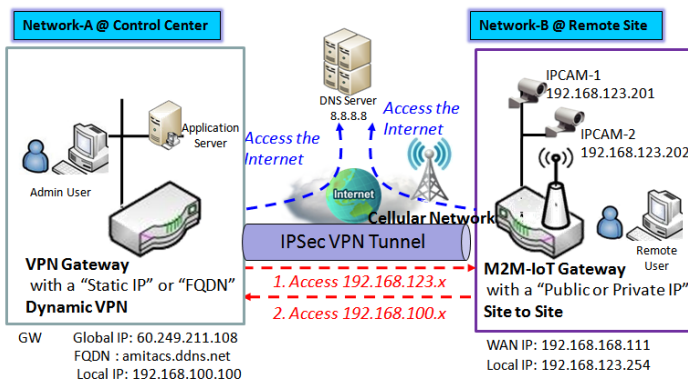 Network-A @ Control Center
Network-B @ Remote Site
DNS Server
8.8.8.8
Access the
Internet
Access the
Internet
IPCAM-1
192.168.123.201
IPCAM-2
192.168.123.202
Application
Server
Admin User
Internet
Cellular Network
IPSec VPN Tunnel
Remote
User
VPN Gateway
with a “Static IP” or “FQDN”
Dynamic VPN
1. Access 192.168.123.x
2. Access 192.168.100.x
M2M-IoT Gateway
with a “Public or Private IP”
Site to Site
GW Global IP: 60.249.211.108
FQDN : amitacs.ddns.net
Local IP: 192.168.100.100
WAN IP: 192.168.168.111
Local IP: 192.168.123.254